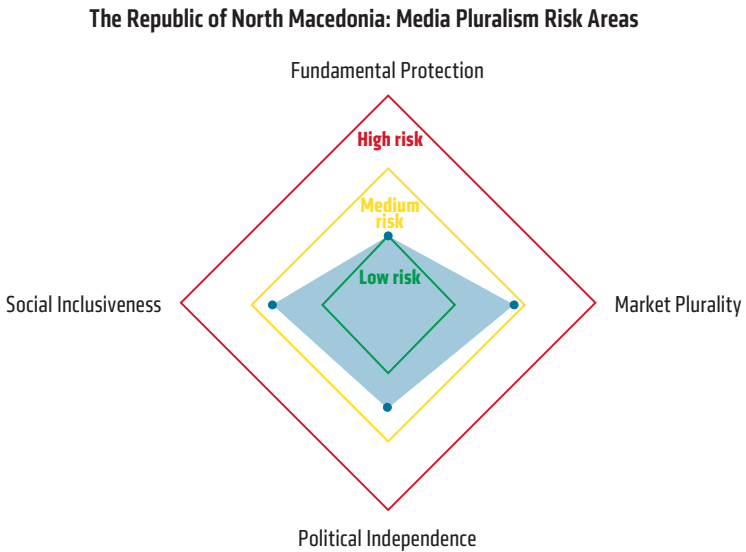 The Republic of North Macedonia: Media Pluralism Risk Areas
Fundamental Protection
High risk
Medium
risk
Low risk
Social Inclusiveness
Market Plurality
Political Independence